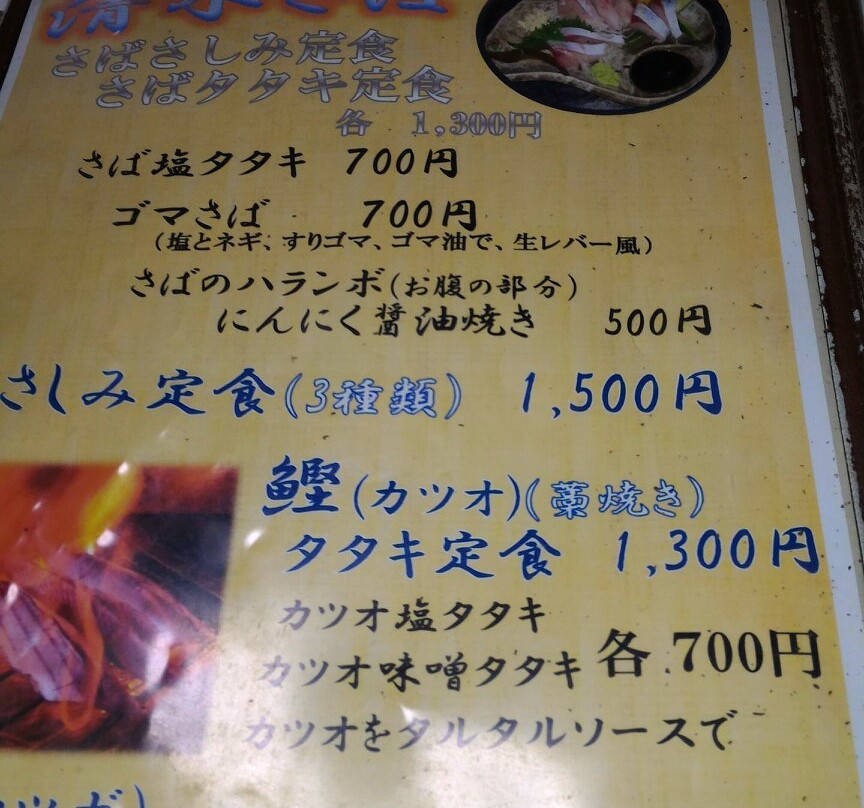 清水さば
さばさしみ定食
さばタタキ定食
各 1,300円
さば塩タタキ 700円
ゴマさば 700円
(塩とネギ、すりゴマ、ゴマ油で、生レバー風)
さばのハランボ(お腹の部分)
にんにく醤油焼き 500円
さしみ定食(3種類) 1,500円
鰹(カツオ)(藁焼き)
タタキ定食 1,300円
カツオ塩タタキ
カツオ味噌タタキ 各 700円
カツオをタルタルソースで